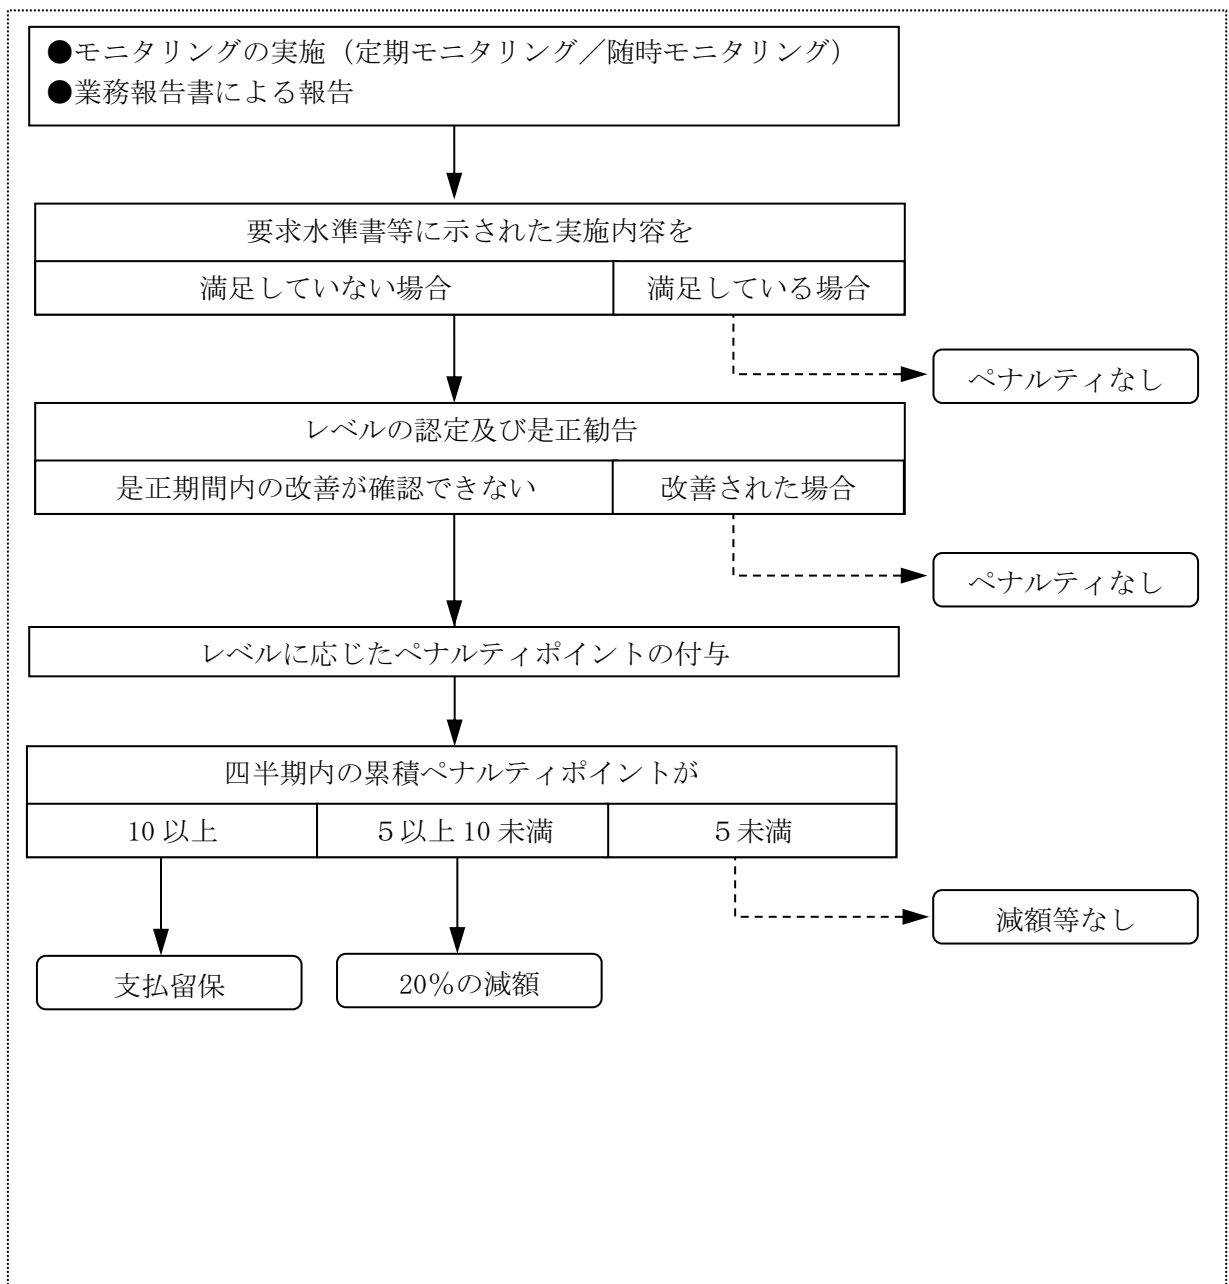 ●モニタリングの実施（定期モニタリング／随時モニタリング）
●業務報告書による報告
要求水準書等に示された実施内容を
満足していない場合
満足している場合
ペナルティなし
レベルの認定及び是正勧告
是正期間内の改善が確認できない
改善された場合
ペナルティなし
レベルに応じたペナルティポイントの付与
四半期内の累積ペナルティポイントが
10 以上
５以上 10 未満
５未満
減額等なし
支払留保
20％の減額